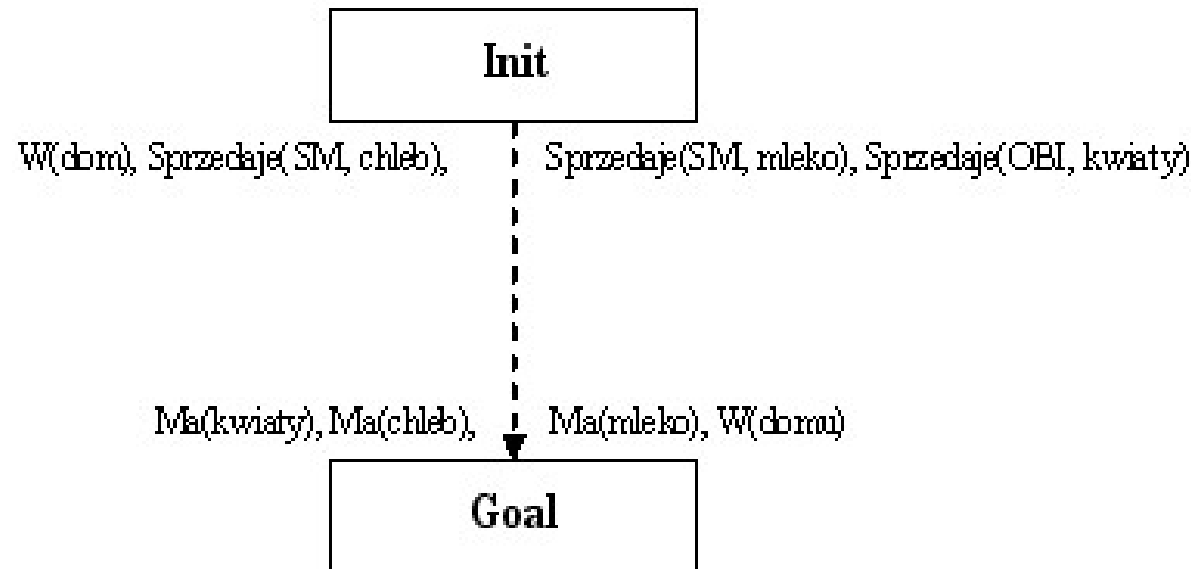 Init
W(dom), Sprzedaje(SM, chleb), Sprzedaje(SM, mleko), Sprzedaje(OBI, kwiaty)
Ma(kwiaty), Ma(chleb), Ma(mleko), W(domu)
Goal